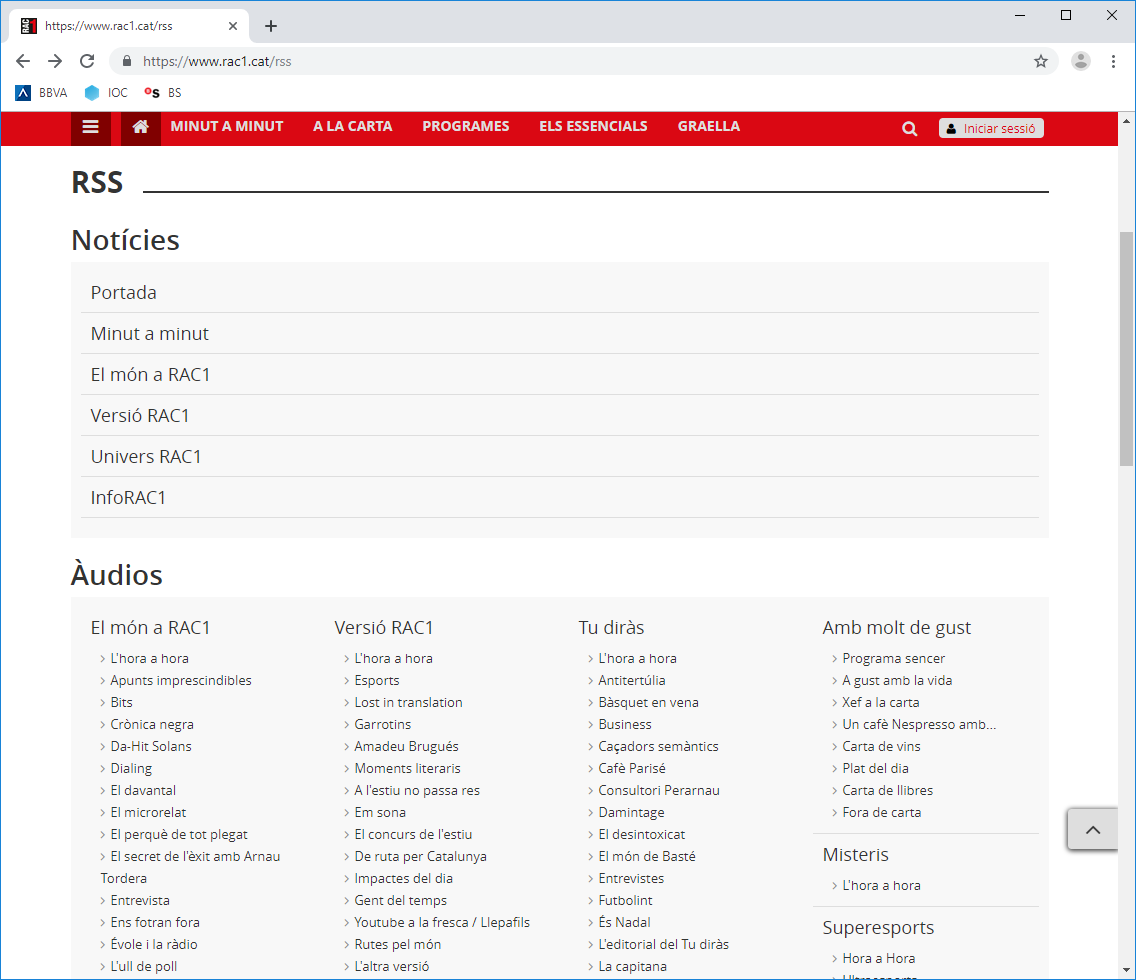 https://www.rac1.cat/rss
https://www.rac1.cat/rss
BBVA IOC BS
MINUT A MINUT A LA CARTA PROGRAMES ELS ESSENCIALS GRAELLA Iniciar sessió
RSS
Notícies
Portada
Minut a minut
El món a RAC1
Versió RAC1
Univers RAC1
InfoRAC1
Àudios
El món a RAC1
L'hora a hora
Apunts imprescindibles
Bits
Crònica negra
Da-Hit Solans
Dialing
El davantal
El microrelat
El perquè de tot plegat
El secret de l'èxit amb Arnau
Tordera
Entrevista
Ens fotran fora
Évole i la ràdio
L'ull de poll
Versió RAC1
L'hora a hora
Esports
Lost in translation
Garrotins
Amadeu Brugués
Moments literaris
A l'estiu no passa res
Em sona
El concurs de l'estiu
De ruta per Catalunya
Impactes del dia
Gent del temps
Youtube a la fresca / Llepafils
Rutes pel món
L'altra versió
Tu diràs
L'hora a hora
Antitertúlia
Bàsquet en vena
Business
Caçadors semàntics
Cafè Parisé
Consultori Perarnau
Damintage
El desintoxicat
El món de Basté
Entrevistes
Futbolint
És Nadal
L'editorial del Tu diràs
La capitana
Amb molt de gust
Programa sencer
A gust amb la vida
Xef a la carta
Un cafè Nespresso amb...
Carta de vins
Plat del dia
Carta de llibres
Fora de carta
Misteris
L'hora a hora
Superesports
Hora a Hora